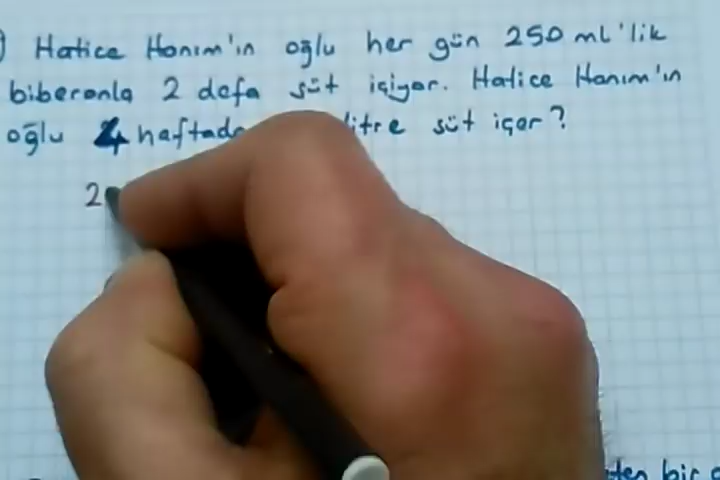 ) Hatice Hanım'ın oğlu her gün 250 ml'lik
biberonla 2 defa süt içiyor. Hatice Hanım'ın
oğlu 4 haftada litre süt içer?
2
bir